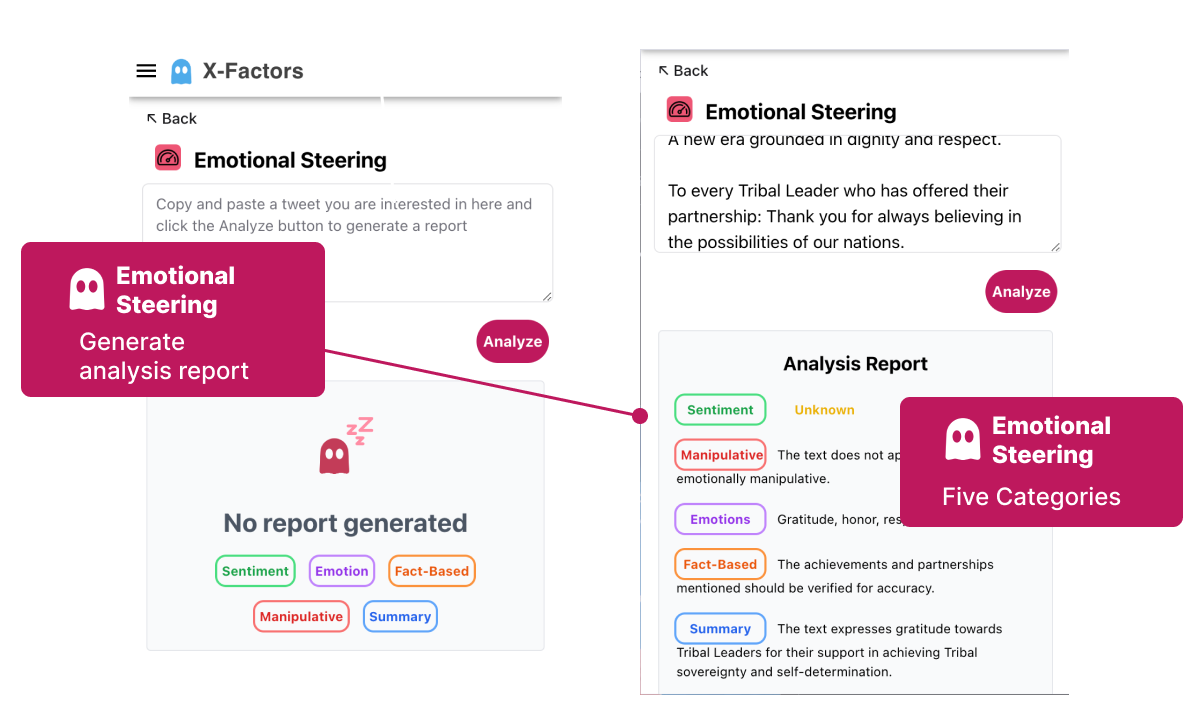 X-Factors
Back
Emotional Steering
Copy and paste a tweet you are interested in here and
click the Analyze button to generate a report
Emotional
Steering
Generate
analysis report
Analyze
zzZ
No report generated
Sentiment
Emotion
Fact-Based
Manipulative
Summary
Back
Emotional Steering
A new era grounded in dignity and respect.
To every Tribal Leader who has offered their
partnership: Thank you for always believing in
the possibilities of our nations.
Analyze
Analysis Report
Sentiment Unknown
Manipulative The text does not
emotionally manipulative.
Emotions Gratitude, honor,
Fact-Based The achievements and partnerships
mentioned should be verified for accuracy.
Summary The text expresses gratitude towards
Tribal Leaders for their support in achieving Tribal
sovereignty and self-determination.
Emotional
Steering
Five Categories